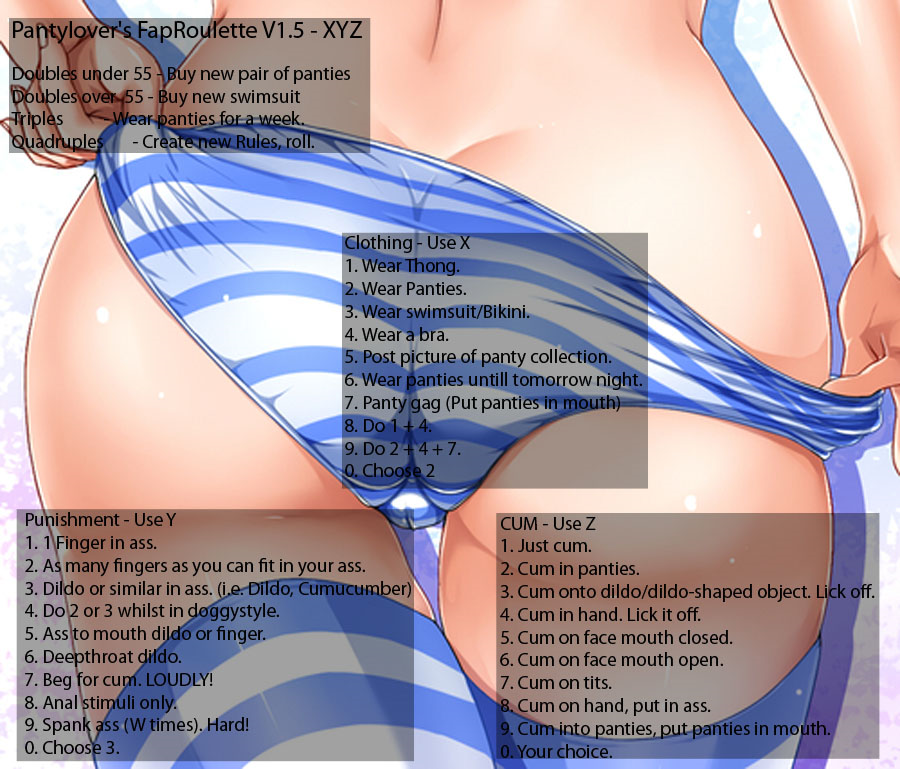 Pantylover's FapRoulette V1.5 - XYZ
Doubles under 55 - Buy new pair of panties
Doubles over 55 - Buy new swimsuit
Triples - Wear panties for a week.
Quadruples - Create new Rules, roll.
Clothing - Use X
1. Wear Thong.
2. Wear Panties.
3. Wear swimsuit/Bikini.
4. Wear a bra.
5. Post picture of panty collection.
6. Wear panties untill tomorrow night.
7. Panty gag (Put panties in mouth)
8. Do 1 + 4.
9. Do 2 + 4 + 7.
0. Choose 2
Punishment - Use Y
1. 1 Finger in ass.
2. As many fingers as you can fit in your ass.
3. Dildo or similar in ass. (i.e. Dildo, Cumucumber)
4. Do 2 or 3 whilst in doggystyle.
5. Ass to mouth dildo or finger.
6. Deepthroat dildo.
7. Beg for cum. LOUDLY!
8. Anal stimuli only.
9. Spank ass (W times). Hard!
0. Choose 3.
CUM - Use Z
1. Just cum.
2. Cum in panties.
3. Cum onto dildo/dildo-shaped object. Lick off.
4. Cum in hand. Lick it off.
5. Cum on face mouth closed.
6. Cum on face mouth open.
7. Cum on tits.
8. Cum on hand, put in ass.
9. Cum into panties, put panties in mouth.
0. Your choice.